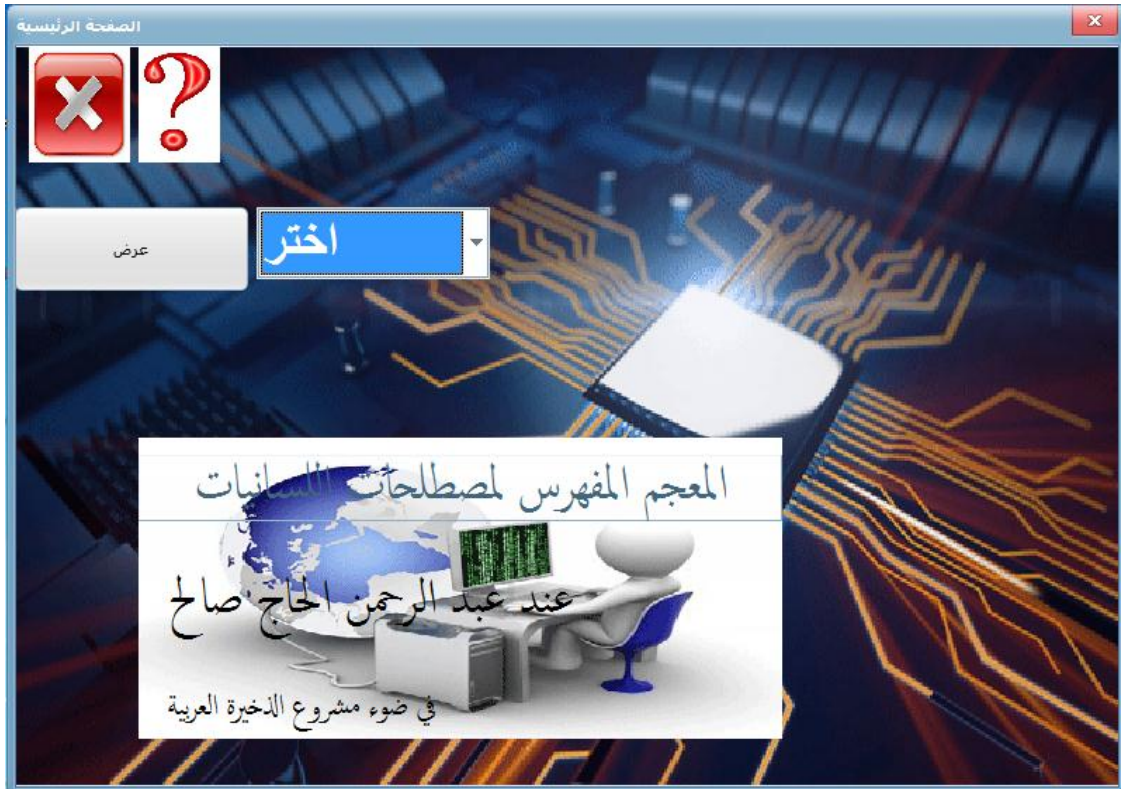 الصفحة الرئيسية
اختر
عرض
المعجم المفهرس لمصطلحات اللسانيات
عند عبد الرحمن الحاج صالح
في ضوء مشروع الذخيرة العربية